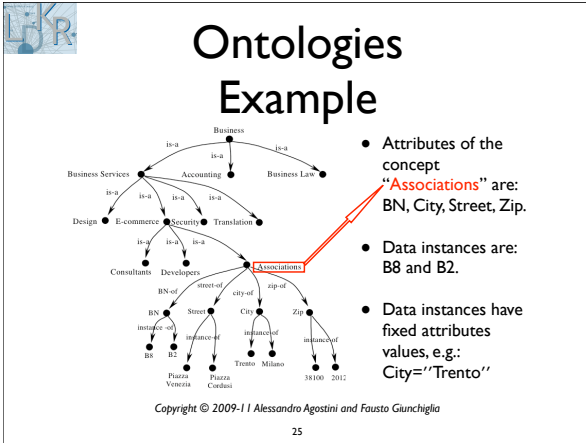 LDKR
Ontologies
Example
Business
is-a
is-a
is-a
Business Services
Accounting
Business Law
is-a
is-a
is-a
is-a
Design
E-commerce
Security
Translation
is-a
is-a
is-a
Consultants
Developers
Associations
BN-of
street-of
city-of
zip-of
BN
Street
City
Zip
instance -of
instance-of
instance-of
instance-of
B8
B2
Piazza
Venezia
Piazza
Cordusi
Trento
Milano
38100
2012
• Attributes of the
concept
“Associations” are:
BN, City, Street, Zip.
• Data instances are:
B8 and B2.
• Data instances have
fixed attributes
values, e.g.:
City=''Trento''
Copyright © 2009-11 Alessandro Agostini and Fausto Giunchiglia
25